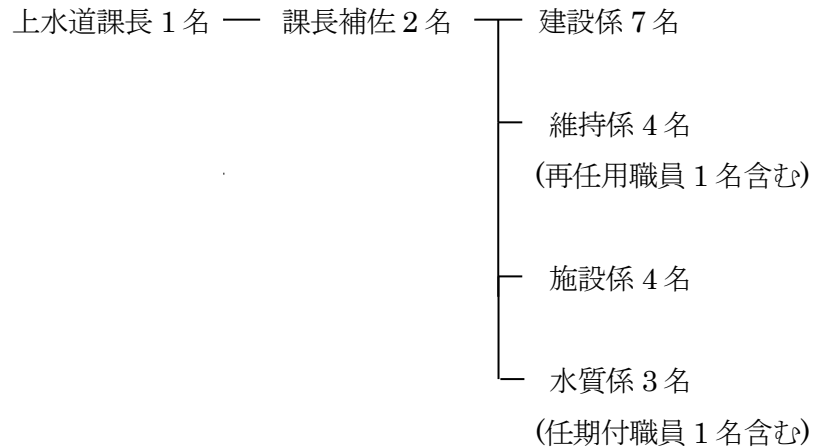 上水道課長 1 名 ― 課長補佐 2 名 ― 建設係 7 名
維持係 4 名
(再任用職員 1 名含む)
施設係 4 名
水質係 3 名
(任期付職員 1 名含む)